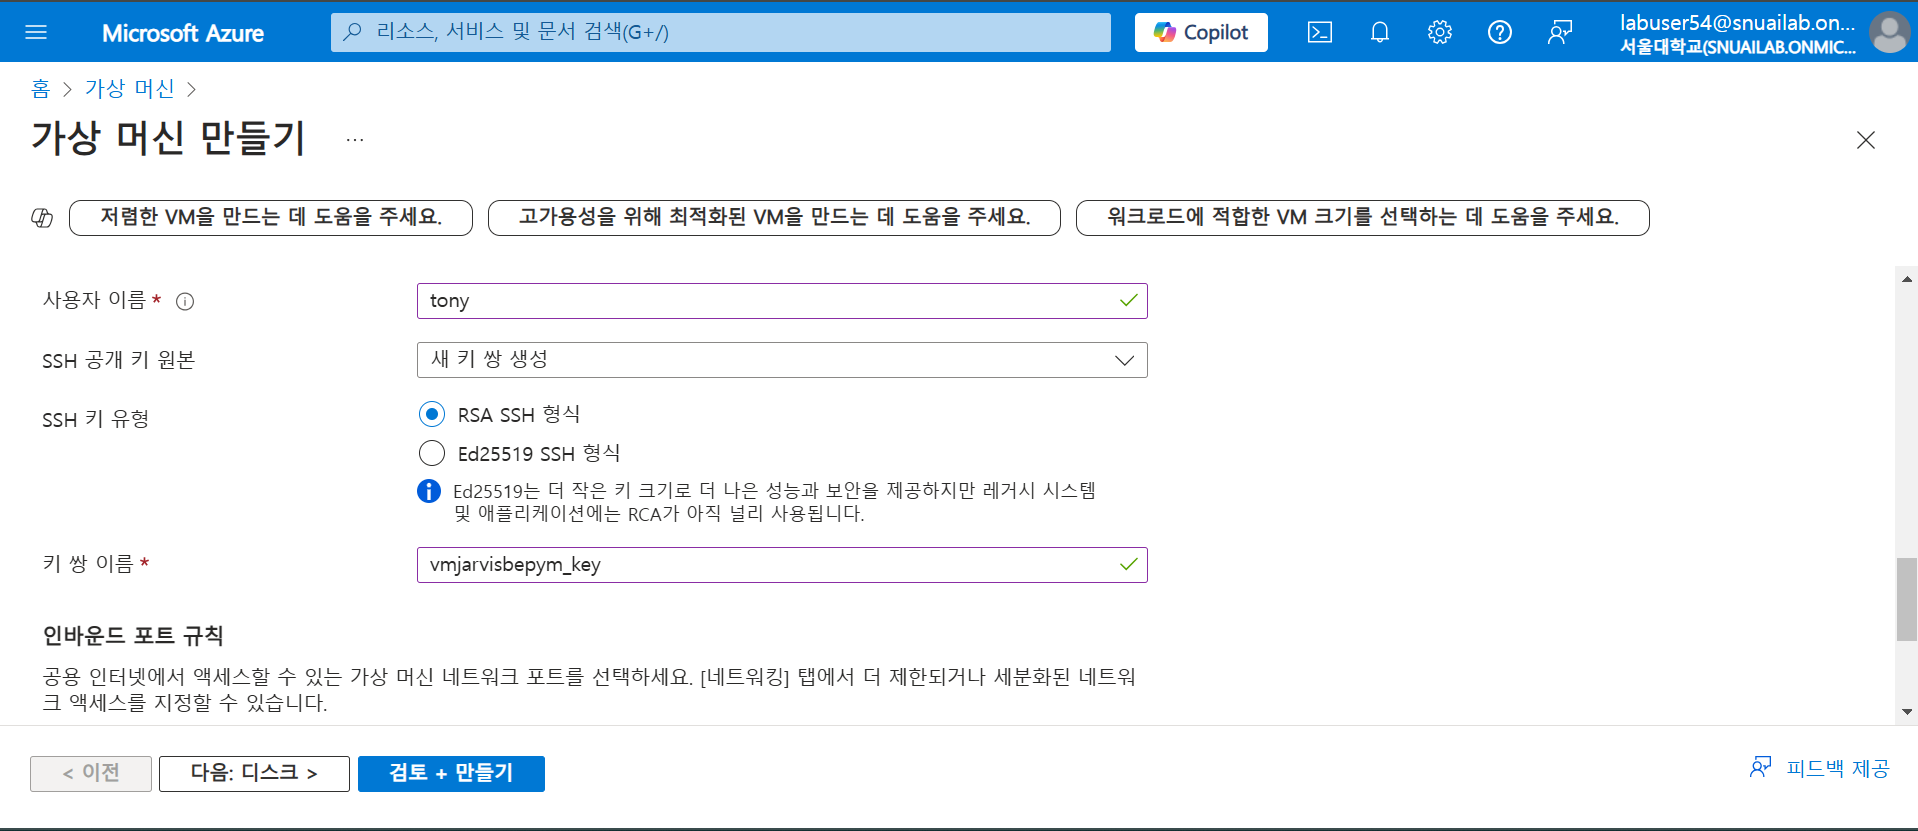 Microsoft Azure
리소스, 서비스 및 문서 검색(G+/)
Copilot
labuser54@snuailab.on...
서울대학교(SNUAILAB.ONMIC...
홈 > 가상 머신 >
가상 머신 만들기 ...
저렴한 VM을 만드는 데 도움을 주세요.
고가용성을 위해 최적화된 VM을 만드는 데 도움을 주세요.
워크로드에 적합한 VM 크기를 선택하는 데 도움을 주세요.
사용자 이름 *
tony
SSH 공개 키 원본
새 키 쌍 생성
SSH 키 유형
RSA SSH 형식
Ed25519 SSH 형식
Ed25519는 더 작은 키 크기로 더 나은 성능과 보안을 제공하지만 레거시 시스템
및 애플리케이션에는 RCA가 아직 널리 사용됩니다.
키 쌍 이름 *
vmjarvisbepym_key
인바운드 포트 규칙
공용 인터넷에서 액세스할 수 있는 가상 머신 네트워크 포트를 선택하세요. [네트워킹] 탭에서 더 제한되거나 세분화된 네트워
크 액세스를 지정할 수 있습니다.
< 이전
다음: 디스크 >
검토 + 만들기
피드백 제공